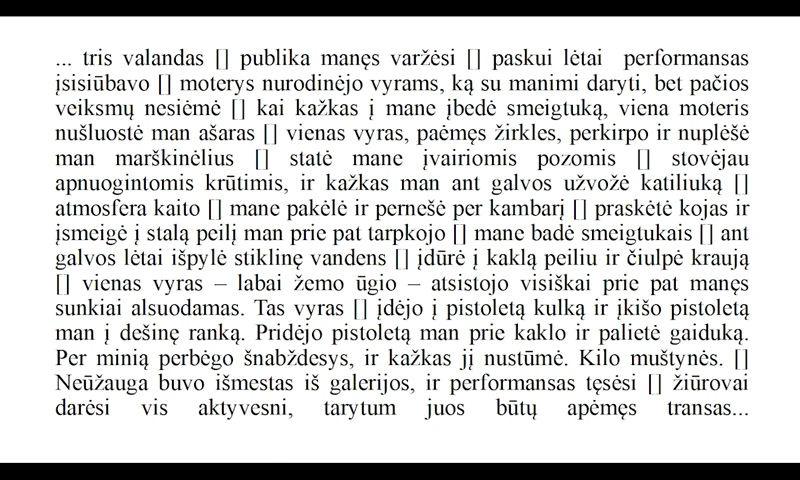 ... tris valandas [] publika manęs varžėsi [] paskui lėtai performansas
įsisiūbavo [] moterys nurodinėjo vyrams, ką su manimi daryti, bet pačios
veiksmų nesiėmė [] kai kažkas į mane įbedė smeigtuką, viena moteris
nušluostė man ašaras [] vienas vyras, paėmęs žirkles, perkirpo ir nuplėšė
man marškinėlius [] statė mane įvairiomis pozomis [] stovėjau
apnuogintomis krūtimis, ir kažkas man ant galvos užvožė katiliuką []
atmosfera kaito [] mane pakėlė ir pernešė per kambarį [] praskėtė kojas ir
įsmeigė į stalą peilį man prie pat tarpkojo [] mane badė smeigtukais [] ant
galvos lėtai išpylė stiklinę vandens [] įdūrė į kaklą peiliu ir čiulpė kraują
[] vienas vyras – labai žemo ūgio – atsistojo visiškai prie pat manęs
sunkiai alsuodamas. Tas vyras [] įdėjo į pistoletą kulką ir įkišo pistoletą
man į dešinę ranką. Pridėjo pistoletą man prie kaklo ir palietė gaiduką.
Per minią perbėgo šnabždesys, ir kažkas jį nustūmė. Kilo muštynės. []
Neūžauga buvo išmestas iš galerijos, ir performansas tęsėsi [] žiūrovai
darėsi vis aktyvesni, tarytum juos būtų apėmęs transas...